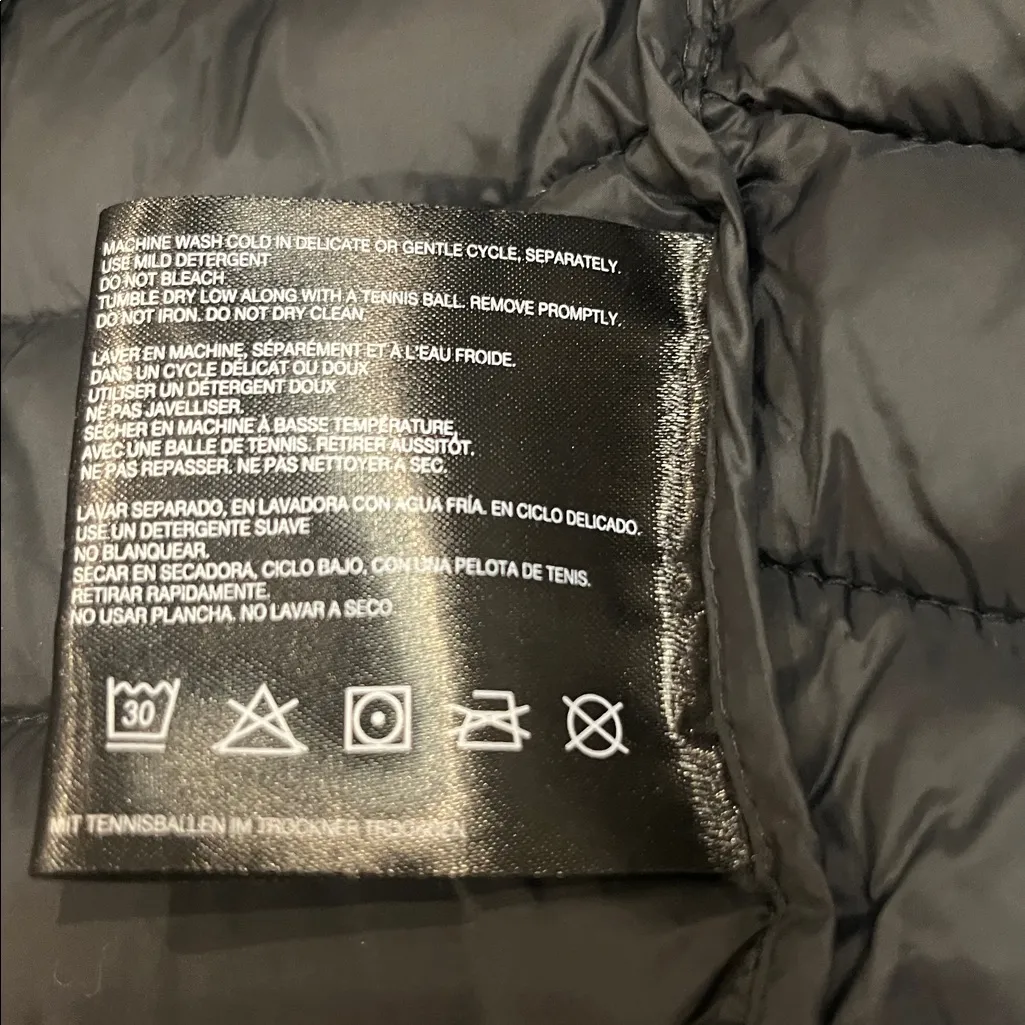 MACHINE WASH COLD IN DELICATE OR GENTLE CYCLE, SEPARATELY.
USE MILD DETERGENT
DO NOT BLEACH
TUMBLE DRY LOW ALONG WITH A TENNIS BALL. REMOVE PROMPTLY.
DO NOT IRON. DO NOT DRY CLEAN
LAVER EN MACHINE, SÉPARÉMENT ET À L'EAU FROIDE.
DANS UN CYCLE DÉLICAT OU DOUX
UTILISER UN DÉTERGENT DOUX
NE PAS JAVELLISER.
SÉCHER EN MACHINE À BASSE TEMPÉRATURE,
AVEC UNE BALLE DE TENNIS. RETIRER AUSSITÔT.
NE PAS REPASSER. NE PAS NETTOYER À SEC.
LAVAR SEPARADO, EN LAVADORA CON AGUA FRÍA. EN CICLO DELICADO.
USE UN DETERGENTE SUAVE
NO BLANQUEAR.
SECAR EN SECADORA, CICLO BAJO, CON UNA PELOTA DE TENIS.
RETIRAR RAPIDAMENTE.
NO USAR PLANCHA. NO LAVAR A SECO
30
MIT TENNISBALLEN IM TROCKNER TROCKNEN